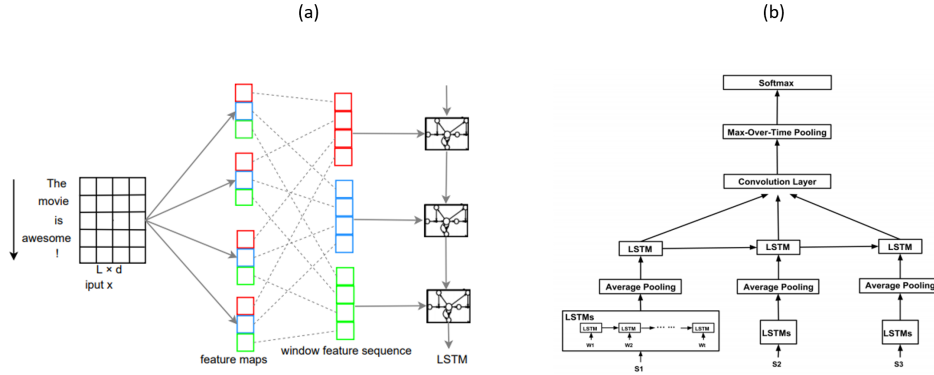 (a)
The
movie
is
awesome
!
L × d
iput x
feature maps
window feature sequence
LSTM
(b)
Softmax
Max-Over-Time Pooling
Convolution Layer
LSTM
LSTM
LSTM
Average Pooling
Average Pooling
Average Pooling
LSTMs
LSTM
LSTM
... ...
LSTM
W1
W2
Wt
LSTMs
LSTMs
S1
S2
S3